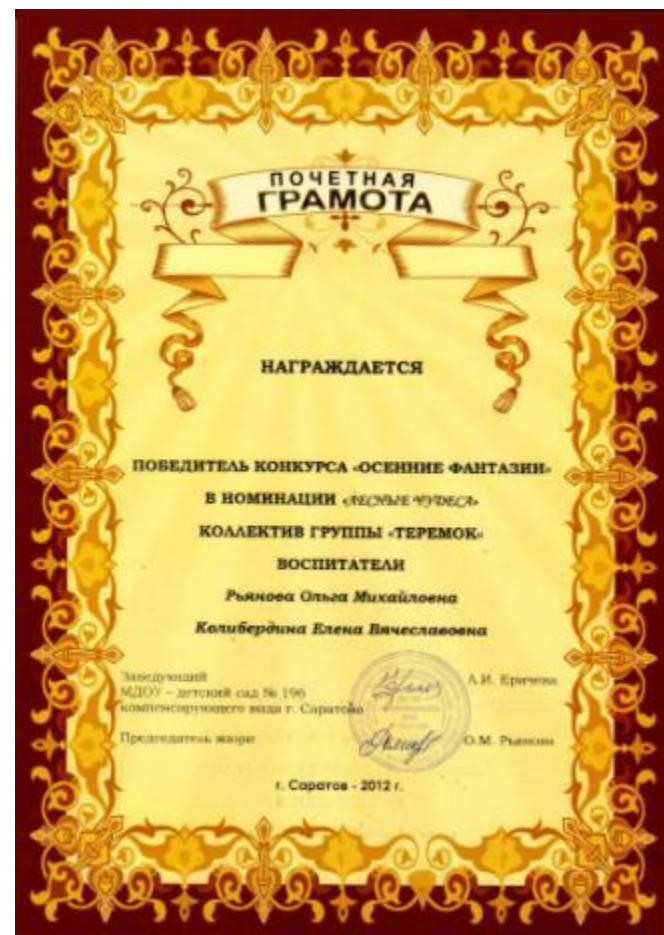 ПОЧЕТНАЯ
ГРАМОТА
НАГРАЖДАЕТСЯ
ПОБЕДИТЕЛЬ КОНКУРСА «ОСЕННИЕ ФАНТАЗИИ»
В НОМИНАЦИИ «ЛЕСНЫЕ ЧУДЕСА»
КОЛЛЕКТИВ ГРУППЫ «ТЕРЕМОК»
ВОСПИТАТЕЛИ
Рьянова Ольга Михайловна
Колибердина Елена Вячеславовна
Заведующий
МДОУ – детский сад № 196
компенсирующего вида г. Саратова
Л.И. Еричева
Председатель жюри
О.М. Рьянова
г. Саратов - 2012 г.